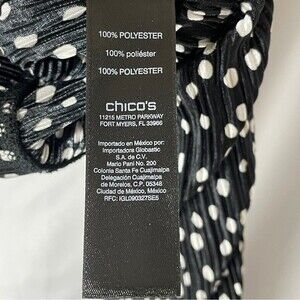 100% POLYESTER
100% poliéster
100% POLYESTER
chico's
11215 METRO PARKWAY
FORT MYERS, FL 33966
Importado en México por:
Importadora Globastic
S.A. de C.V.
Mario Pani No. 200
Colonia Santa Fe Cuajimalpa
Delegación Cuajimalpa
de Morelos, C.P. 05348
Ciudad de México, México
RFC: IGL090327SE5